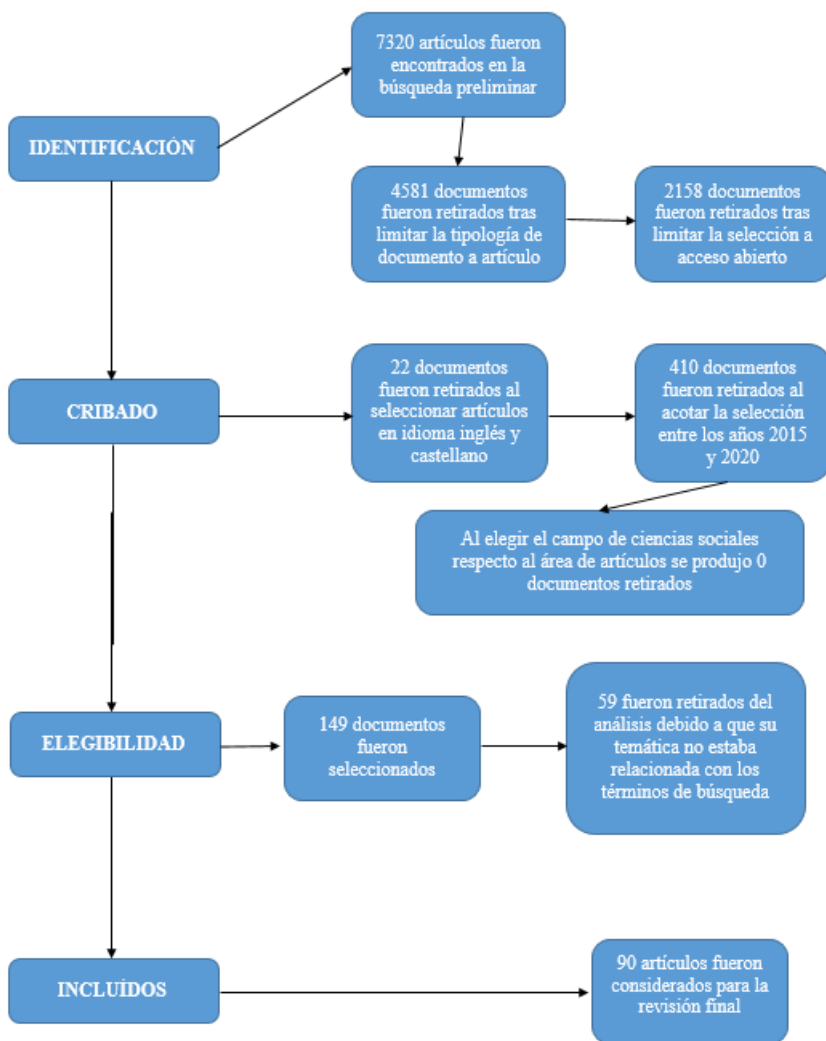 7320 artículos fueron
encontrados en la
búsqueda preliminar
IDENTIFICACIÓN
4581 documentos
fueron retirados tras
limitar la tipología de
documento a artículo
2158 documentos
fueron retirados tras
limitar la selección a
acceso abierto
CRIBADO
22 documentos
fueron retirados al
seleccionar artículos
en idioma inglés y
castellano
410 documentos
fueron retirados al
acotar la selección
entre los años 2015
y 2020
Al elegir el campo de ciencias sociales
respecto al área de artículos se produjo 0
documentos retirados
ELEGIBILIDAD
149 documentos
fueron
seleccionados
59 fueron retirados del
análisis debido a que su
temática no estaba
relacionada con los
términos de búsqueda
INCLUÍDOS
90 artículos fueron
considerados para la
revisión final